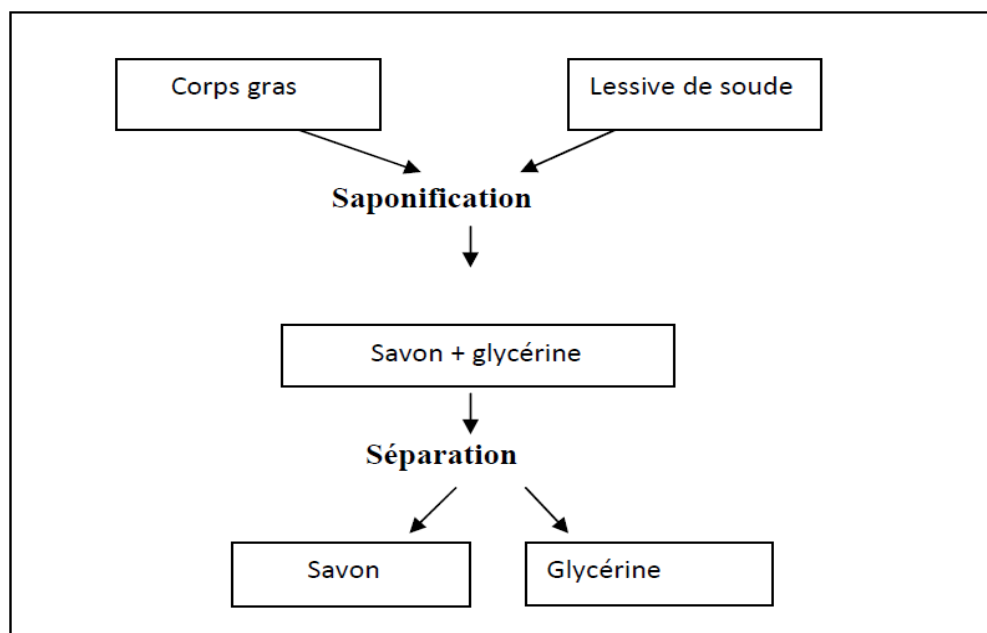 Corps gras
Lessive de soude
Saponification
Savon + glycérine
Séparation
Savon
Glycérine